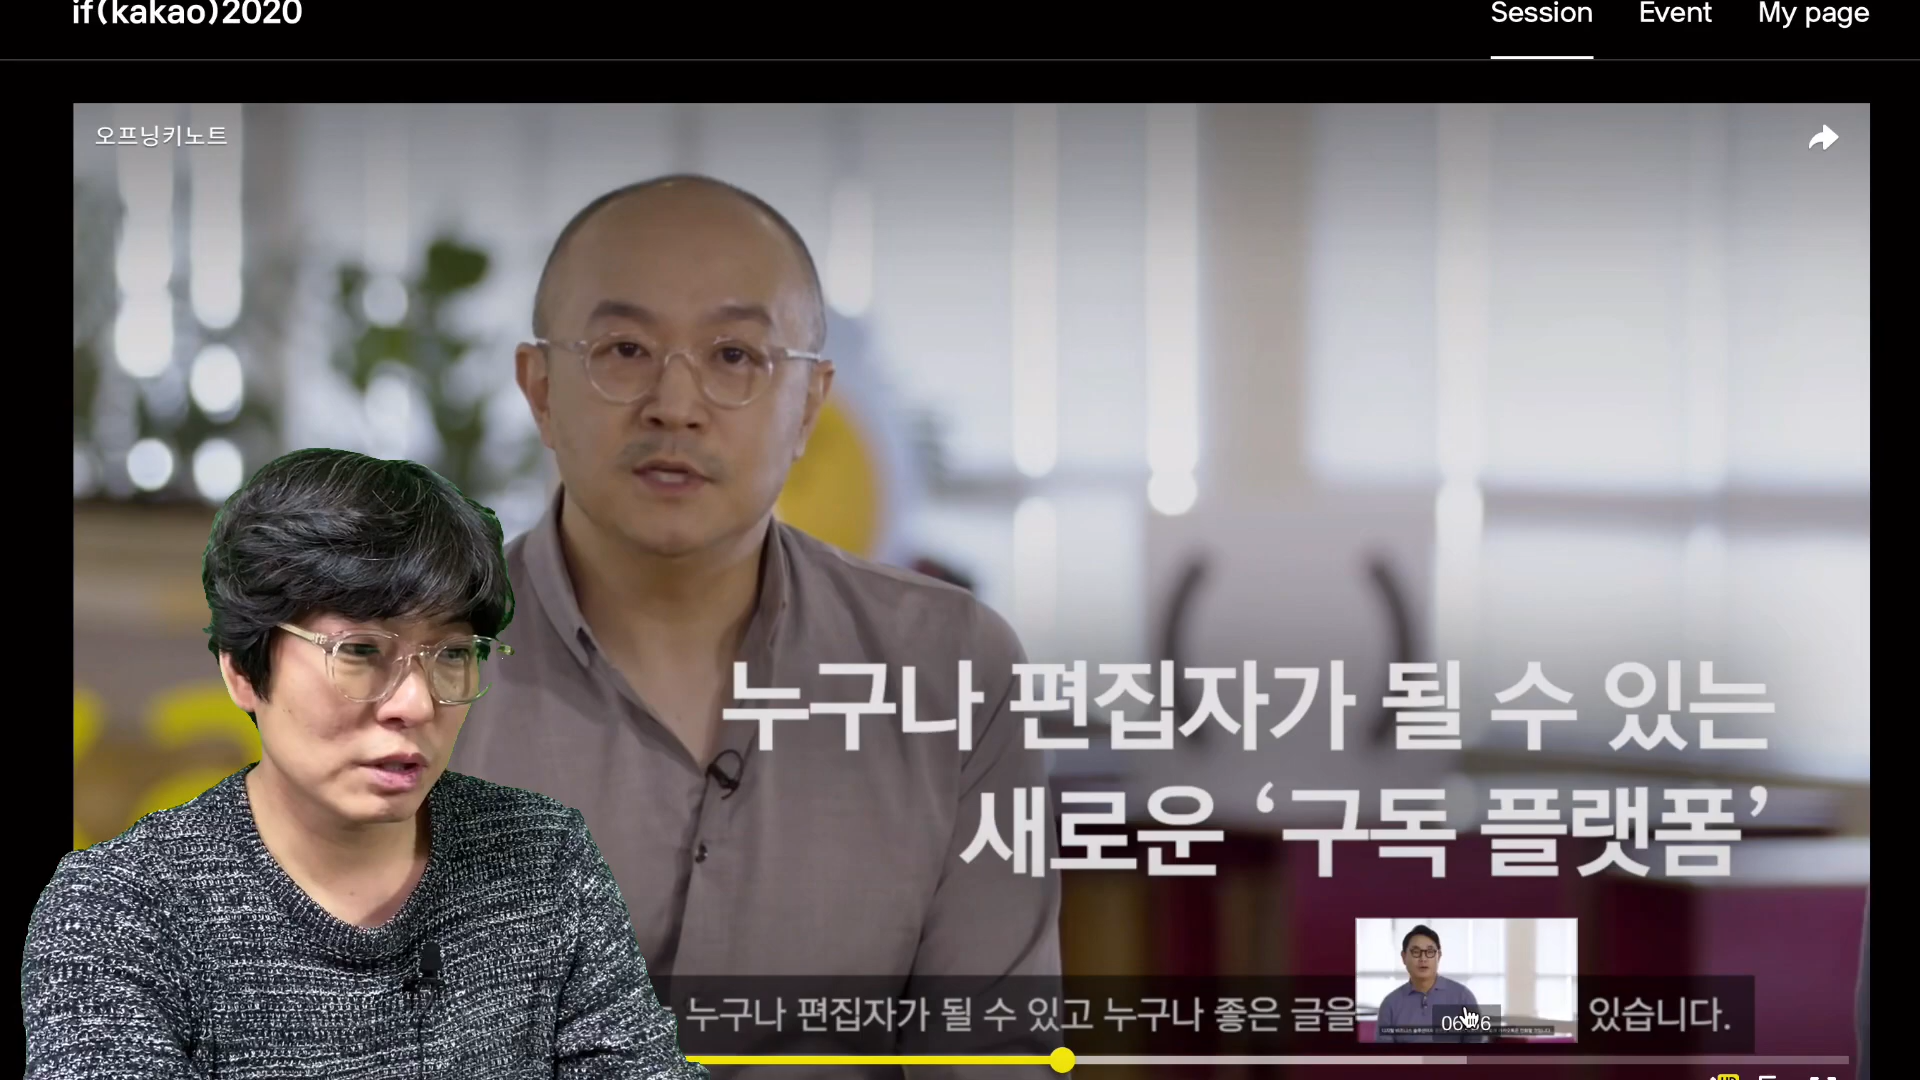 if(kakao)2020
Session Event My page
오프닝키노트
누구나 편집자가 될 수 있는
새로운 ‘구독 플랫폼’
누구나 편집자가 될 수 있고 누구나 좋은 글을 있습니다.